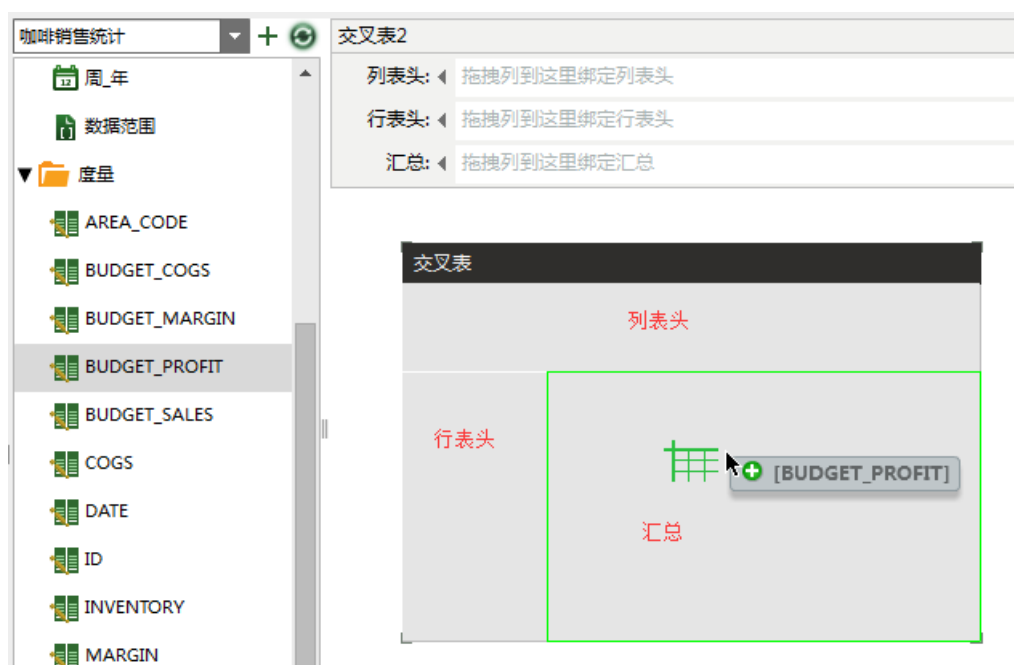 咖啡销售统计
周_年
数据范围
度量
AREA_CODE
BUDGET_COGS
BUDGET_MARGIN
BUDGET_PROFIT
BUDGET_SALES
COGS
DATE
ID
INVENTORY
MARGIN
交叉表2
列表头: 拖拽列到这里绑定列表头
行表头: 拖拽列到这里绑定行表头
汇总: 拖拽列到这里绑定汇总
交叉表
列表头
行表头
[BUDGET_PROFIT]
汇总